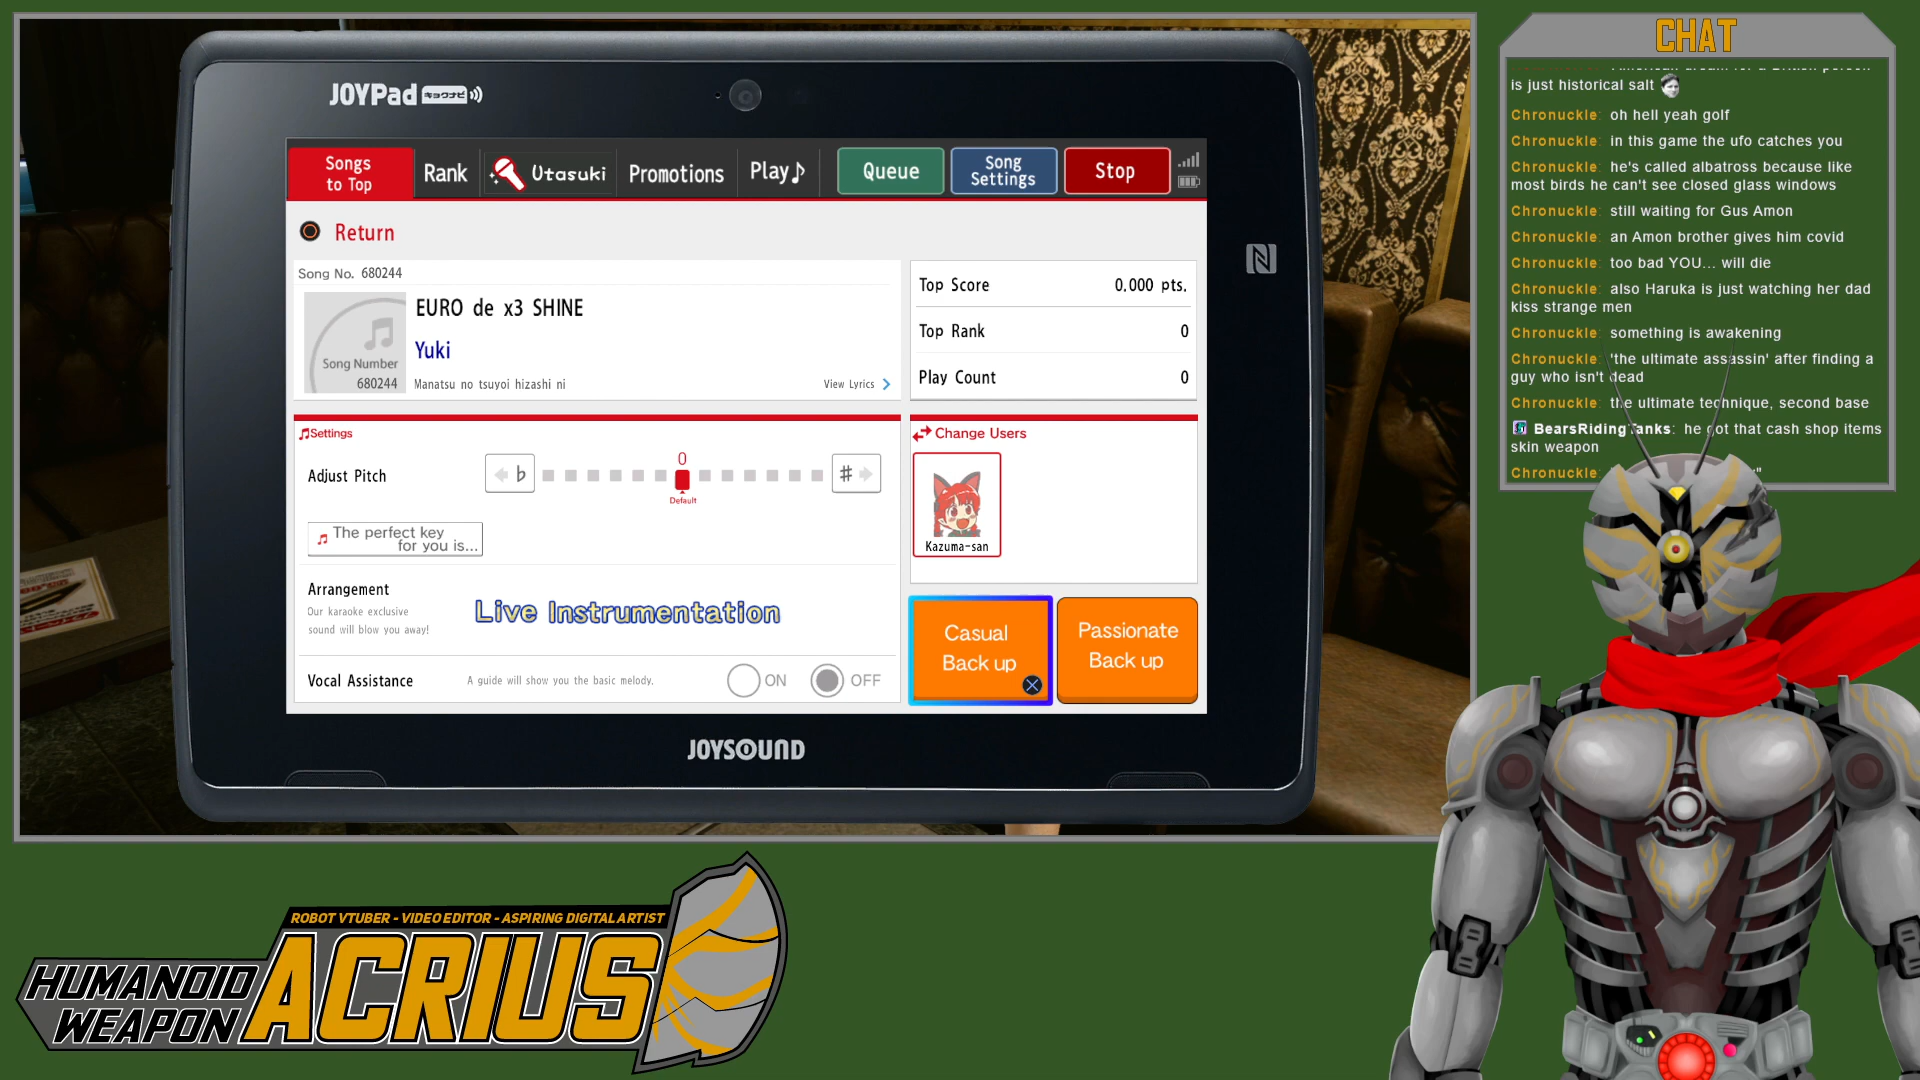 JOYPad キョクナビ
Songs to Top
Rank
Utasuki
Promotions
Play♪
Queue
Song Settings
Stop
Return
Song No. 680244
EURO de x3 SHINE
Yuki
Song Number
680244
Manatsu no tsuyoi hizashi ni
View Lyrics
Top Score 0.000 pts.
Top Rank 0
Play Count 0
Settings
Adjust Pitch
♭
0
Default
♯
The perfect key
for you is...
Arrangement
Our karaoke exclusive
sound will blow you away!
Live Instrumentation
Vocal Assistance
A guide will show you the basic melody.
ON
OFF
Change Users
Kazuma-san
Casual
Back up
Passionate
Back up
JOYSOUND
CHAT
is just historical salt
Chronuckle: oh hell yeah golf
Chronuckle: in this game the ufo catches you
Chronuckle: he's called albatross because like
most birds he can't see closed glass windows
Chronuckle: still waiting for Gus Amon
Chronuckle: an Amon brother gives him covid
Chronuckle: too bad YOU... will die
Chronuckle: also Haruka is just watching her dad
kiss strange men
Chronuckle: something is awakening
Chronuckle: 'the ultimate assassin' after finding a
guy who isn't dead
Chronuckle: the ultimate technique, second base
BearsRidingTanks: he got that cash shop items
skin weapon
Chronuckle:
ROBOT VTUBER - VIDEO EDITOR - ASPIRING DIGITAL ARTIST
HUMANOID
WEAPON
ACRIUS